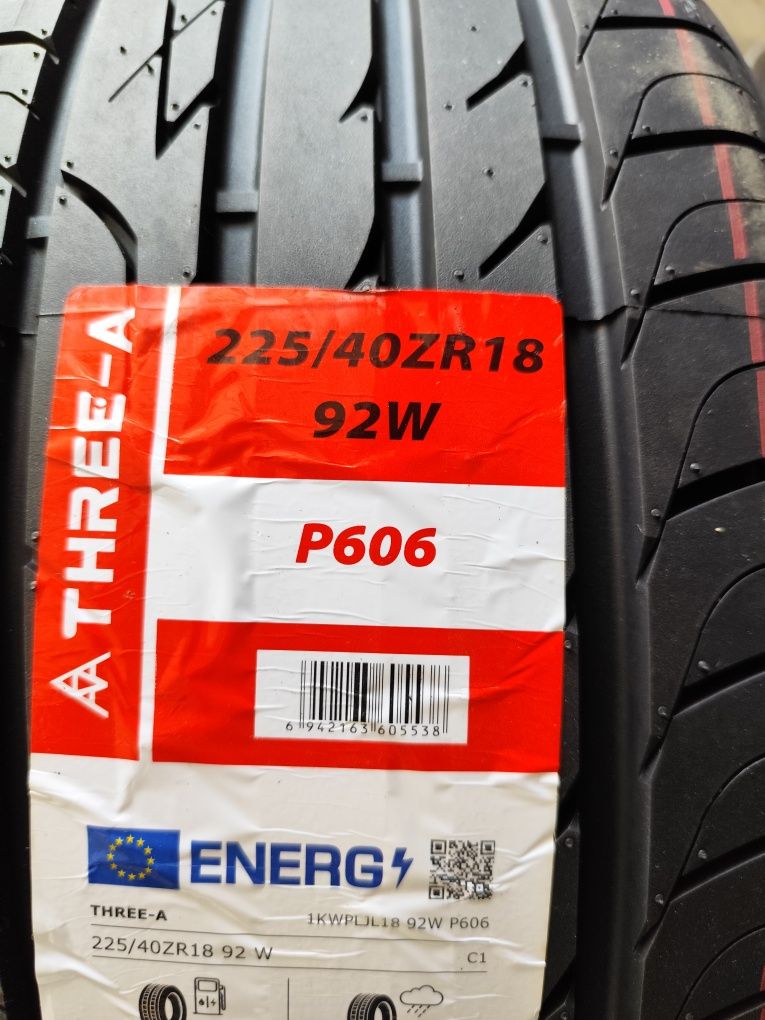 THREE-A
225/40ZR18
92W
P606
6 942163 605538
ENERG
THREE-A
1KWPLJL18 92W P606
225/40ZR18 92 W
C1